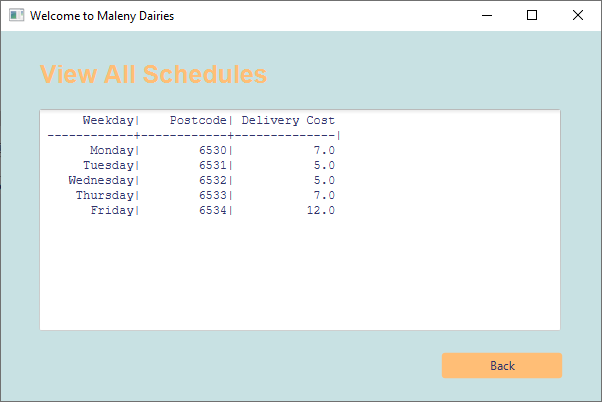 Welcome to Maleny Dairies
View All Schedules
Weekday| Postcode| Delivery Cost
------------+------------+--------------|
Monday| 6530| 7.0
Tuesday| 6531| 5.0
Wednesday| 6532| 5.0
Thursday| 6533| 7.0
Friday| 6534| 12.0
Back